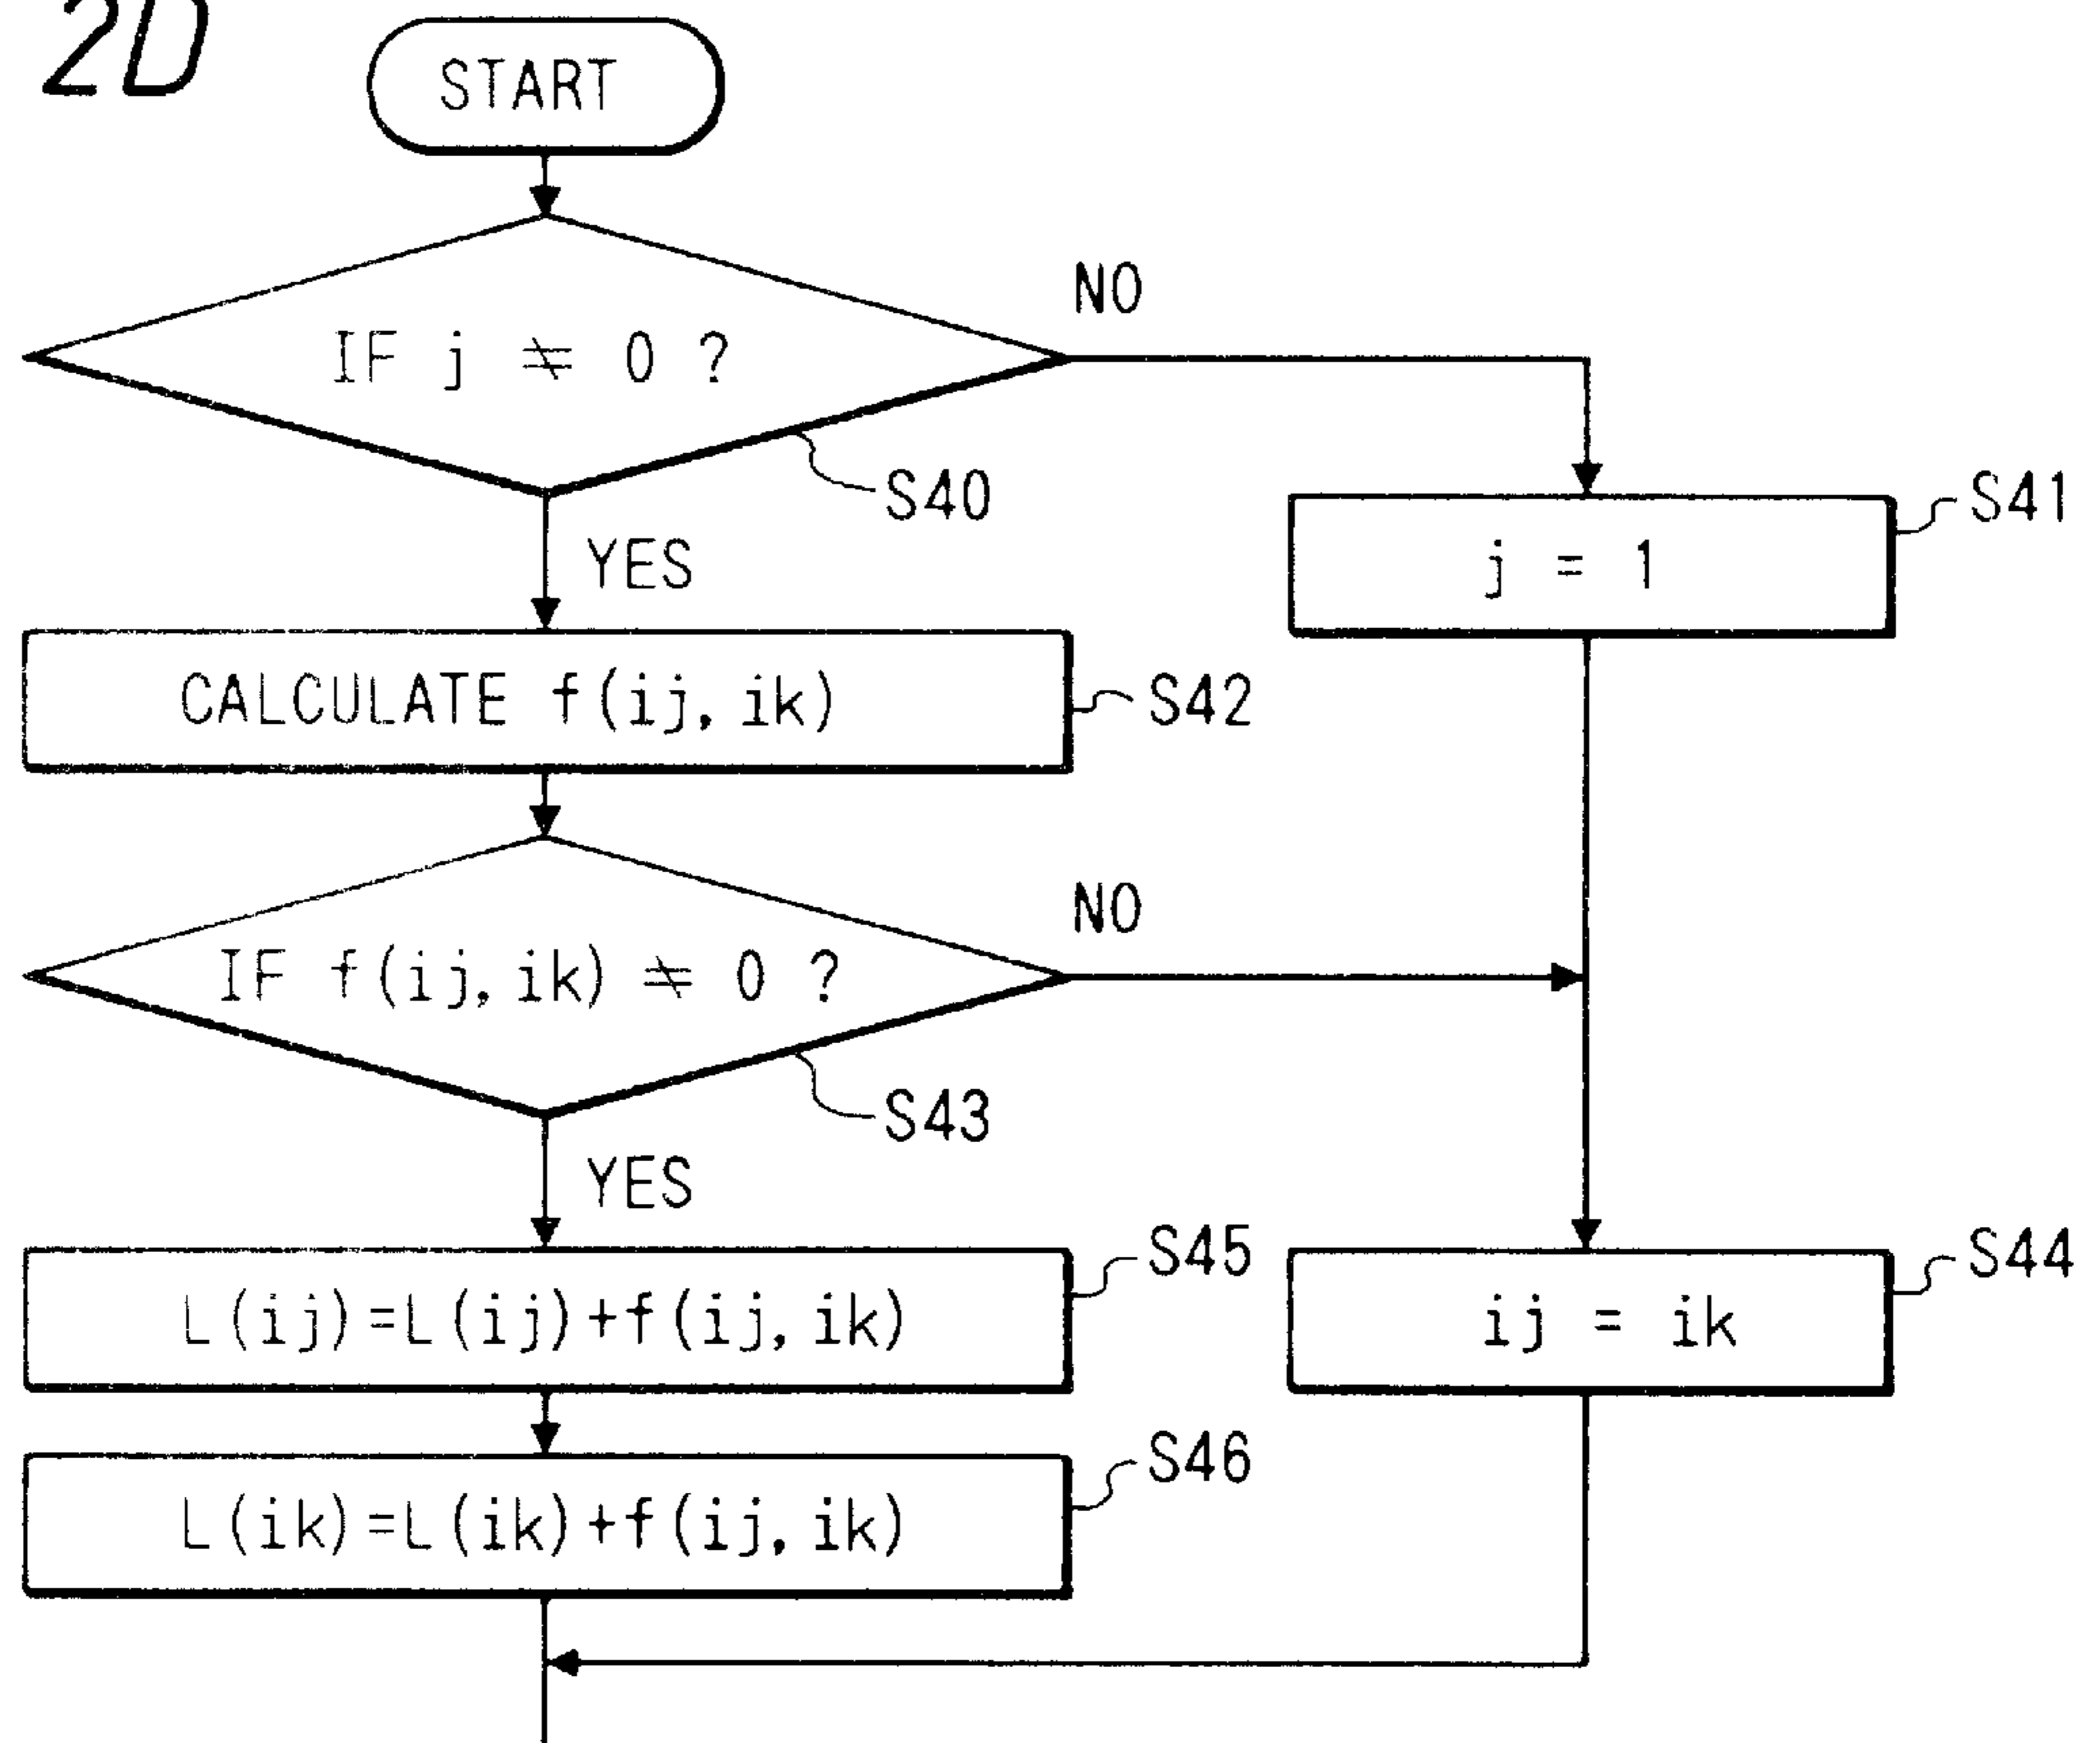 2D
START
IF j ≠ 0 ?
NO
S40
S41
YES
j = 1
CALCULATE f(ij, ik)
S42
IF f(ij, ik) ≠ 0 ?
NO
S43
YES
S45
S44
L(ij)=L(ij)+f(ij, ik)
ij = ik
S46
L(ik)=L(ik)+f(ij, ik)